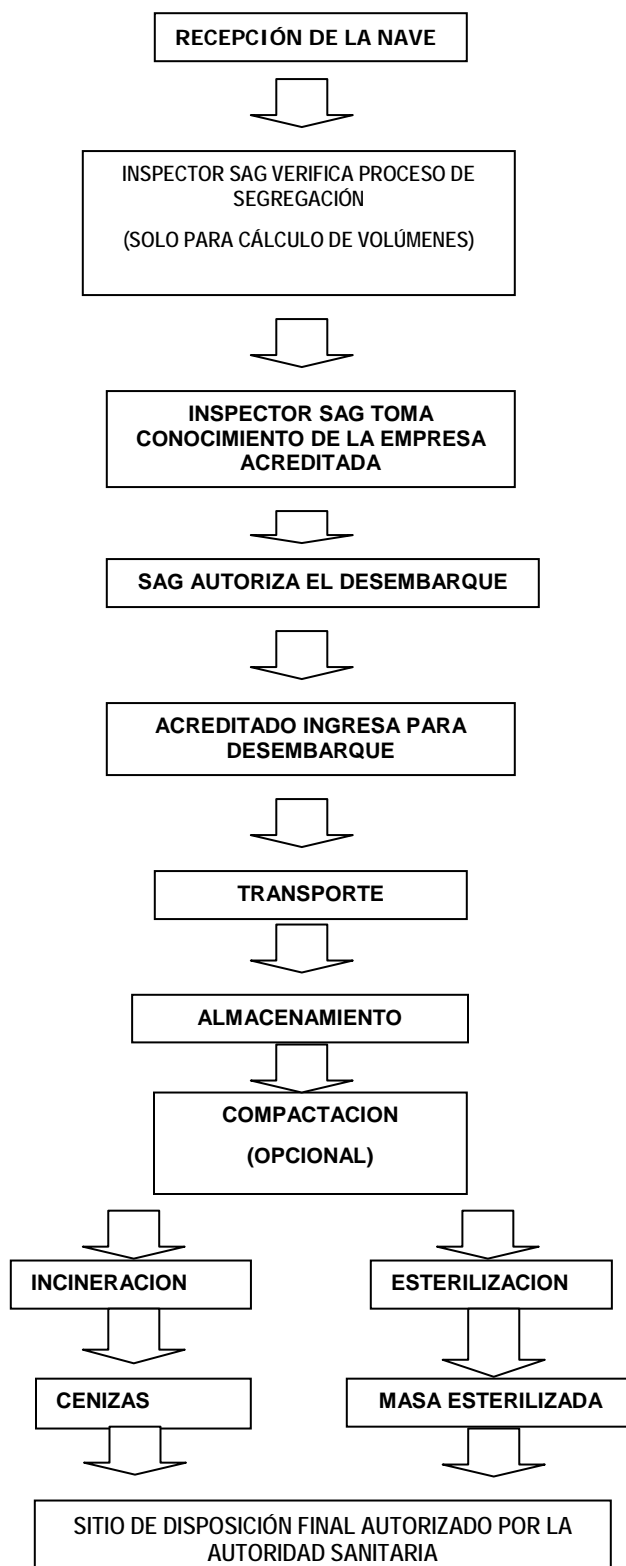 RECEPCIÓN DE LA NAVE
INSPECTOR SAG VERIFICA PROCESO DE
SEGREGACIÓN
(SOLO PARA CÁLCULO DE VOLÚMENES)
INSPECTOR SAG TOMA
CONOCIMIENTO DE LA EMPRESA
ACREDITADA
SAG AUTORIZA EL DESEMBARQUE
ACREDITADO INGRESA PARA
DESEMBARQUE
TRANSPORTE
ALMACENAMIENTO
COMPACTACION
(OPCIONAL)
INCINERACION
ESTERILIZACION
CENIZAS
MASA ESTERILIZADA
SITIO DE DISPOSICIÓN FINAL AUTORIZADO POR LA
AUTORIDAD SANITARIA